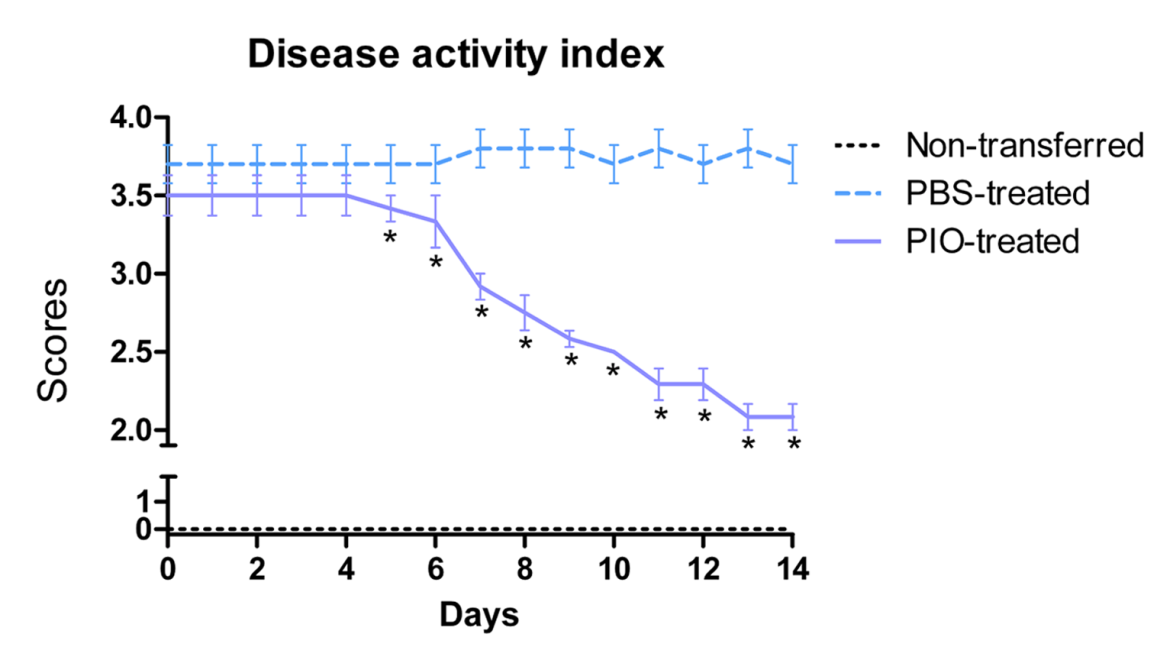 Disease activity index
4.0
3.5
3.0
2.5
2.0
1
0
Scores
0 2 4 6 8 10 12 14
Days
Non-transferred
PBS-treated
PIO-treated
* * * * * * * * * *